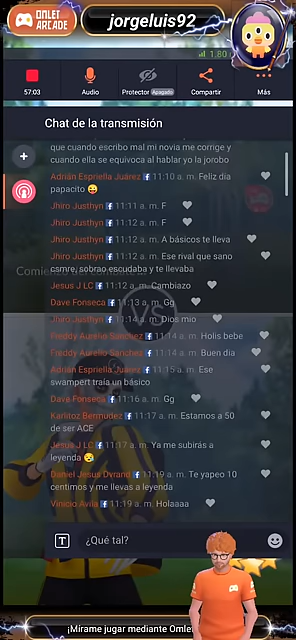 OMLET
ARCADE
jorgeluis92
1.80
57:03
Audio
Protector Apagado
Compartir
Más
Chat de la transmisión
que cuando escribo mal mi novia me corrige y
cuando ella se equivoca al hablar yo la jorobo
Adrián Espriella Juárez 11:10 a. m. Feliz día
papacito 😜
Jhiro Justhyn 11:11 a. m. F
Jhiro Justhyn 11:12 a. m. F
Jhiro Justhyn 11:12 a. m. A básicos te lleva
Jhiro Justhyn 11:12 a. m. Ese rival que sano
csmre, sobrao escudaba y te llevaba
Jesus J LC 11:12 a. m. Cambiazo
Dave Fonseca 11:13 a. m. Gg
Jhiro Justhyn 11:14 a. m. Dios mio
Freddy Aurelio Sanchez 11:14 a. m. Holis bebe
Freddy Aurelio Sanchez 11:14 a. m. Buen dia
Adrián Espriella Juárez 11:15 a. m. Ese
swampert traía un básico
Dave Fonseca 11:16 a. m. Gg
Karlitoz Bermudez 11:17 a. m. Estamos a 50
de ser ACE
Jesus J LC 11:17 a. m. Ya me subirás a
leyenda 😪
Daniel Jesus Dvrand 11:19 a. m. Te yapeo 10
centimos y me llevas a leyenda
Vinicio Avila 11:19 a. m. Holaaaa
¿Qué tal?
¡Mírame jugar mediante Omlet